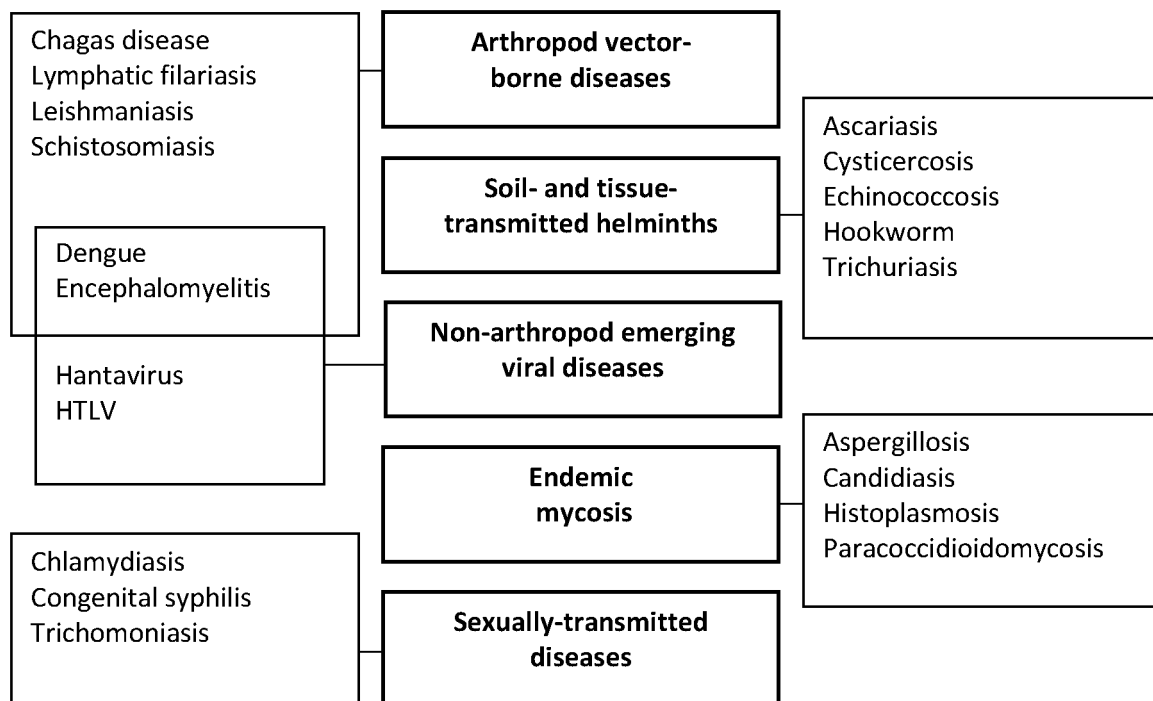 Chagas disease
Lymphatic filariasis
Leishmaniasis
Schistosomiasis
Dengue
Encephalomyelitis
Hantavirus
HTLV
Chlamydiasis
Congenital syphilis
Trichomoniasis
Arthropod vector-
borne diseases
Soil- and tissue-
transmitted helminths
Non-arthropod emerging
viral diseases
Endemic
mycosis
Sexually-transmitted
diseases
Ascariasis
Cysticercosis
Echinococcosis
Hookworm
Trichuriasis
Aspergillosis
Candidiasis
Histoplasmosis
Paracoccidioidomycosis